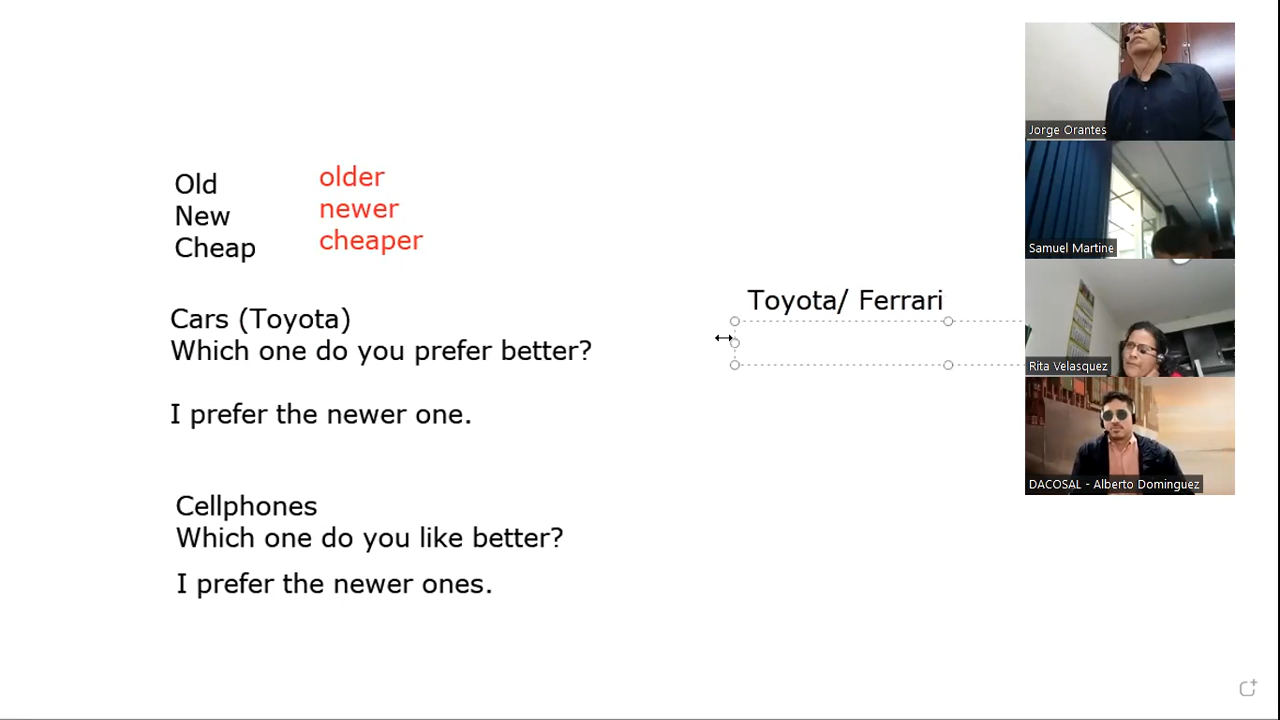 Old
New
Cheap
older
newer
cheaper
Cars (Toyota)
Which one do you prefer better?
I prefer the newer one.
Cellphones
Which one do you like better?
I prefer the newer ones.
Toyota/ Ferrari
Jorge Orantes
Samuel Martine
Rita Velasquez
DACOSAL - Alberto Dominguez